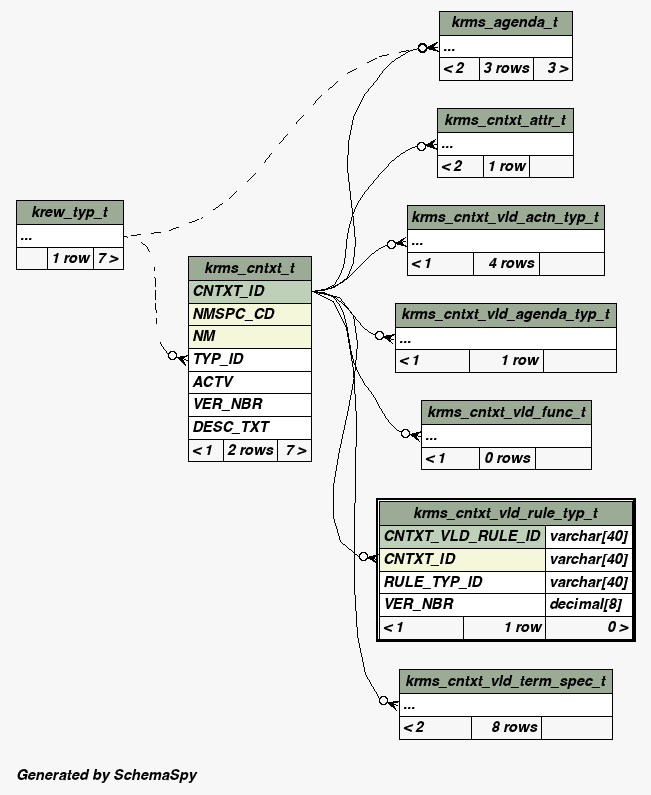 krms_agenda_t
...
< 2 3 rows 3 >
krms_cntxt_attr_t
...
< 2 1 row
krms_cntxt_vld_actn_typ_t
...
< 1 4 rows
krew_typ_t
...
1 row 7 >
krms_cntxt_t
CNTXT_ID
NMSPC_CD
NM
TYP_ID
ACTV
VER_NBR
DESC_TXT
< 1 2 rows 7 >
krms_cntxt_vld_agenda_typ_t
...
< 1 1 row
krms_cntxt_vld_func_t
...
< 1 0 rows
krms_cntxt_vld_rule_typ_t
CNTXT_VLD_RULE_ID varchar[40]
CNTXT_ID varchar[40]
RULE_TYP_ID varchar[40]
VER_NBR decimal[8]
< 1 1 row 0 >
krms_cntxt_vld_term_spec_t
...
< 2 8 rows
Generated by SchemaSpy